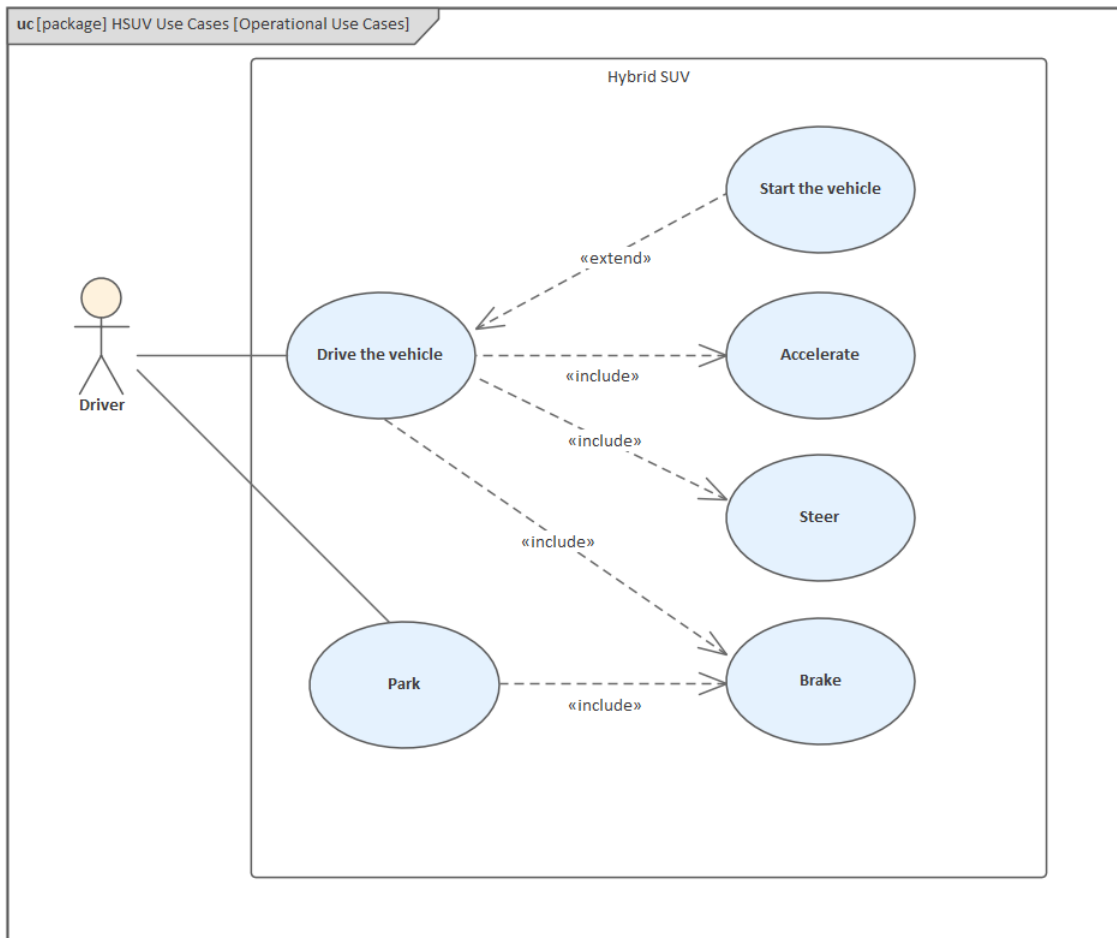 uc [package] HSUV Use Cases [Operational Use Cases]
Hybrid SUV
Start the vehicle
«extend»
Drive the vehicle
Accelerate
«include»
Driver
«include»
Steer
«include»
Park
Brake
«include»